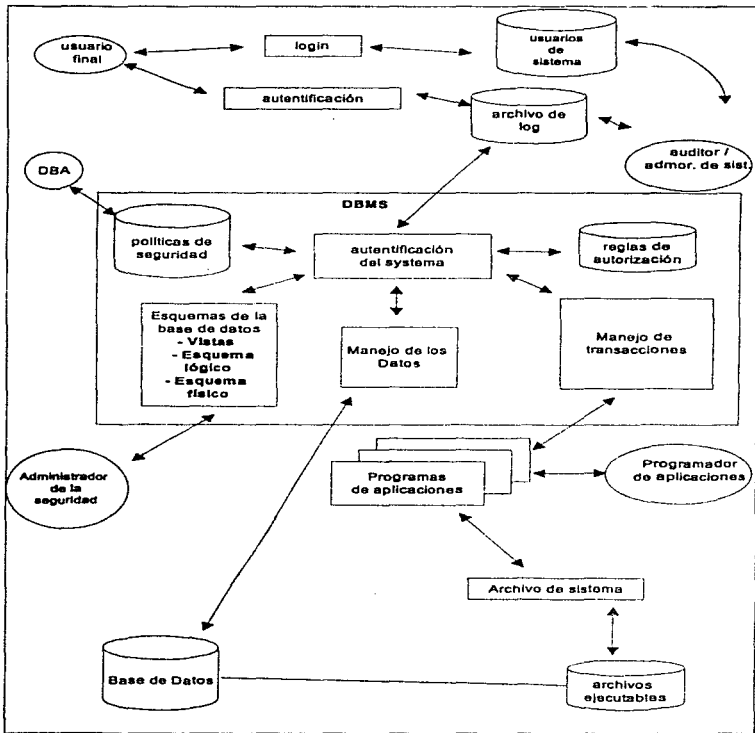 usuario
final
login
usuarios
de
sistema
autentificación
archivo de
log
auditor /
admor. de sist.
DBA
DBMS
políticas de
seguridad
autentificación
del systema
reglas de
autorización
Esquemas de la
base de datos
- Vistas
- Esquema
lógico
- Esquema
físico
Manejo de los
Datos
Manejo de
transacciones
Administrador
de la
seguridad
Programas
de aplicaciones
Programador
de aplicaciones
Archivo de sistema
Base de Datos
archivos
ejecutables